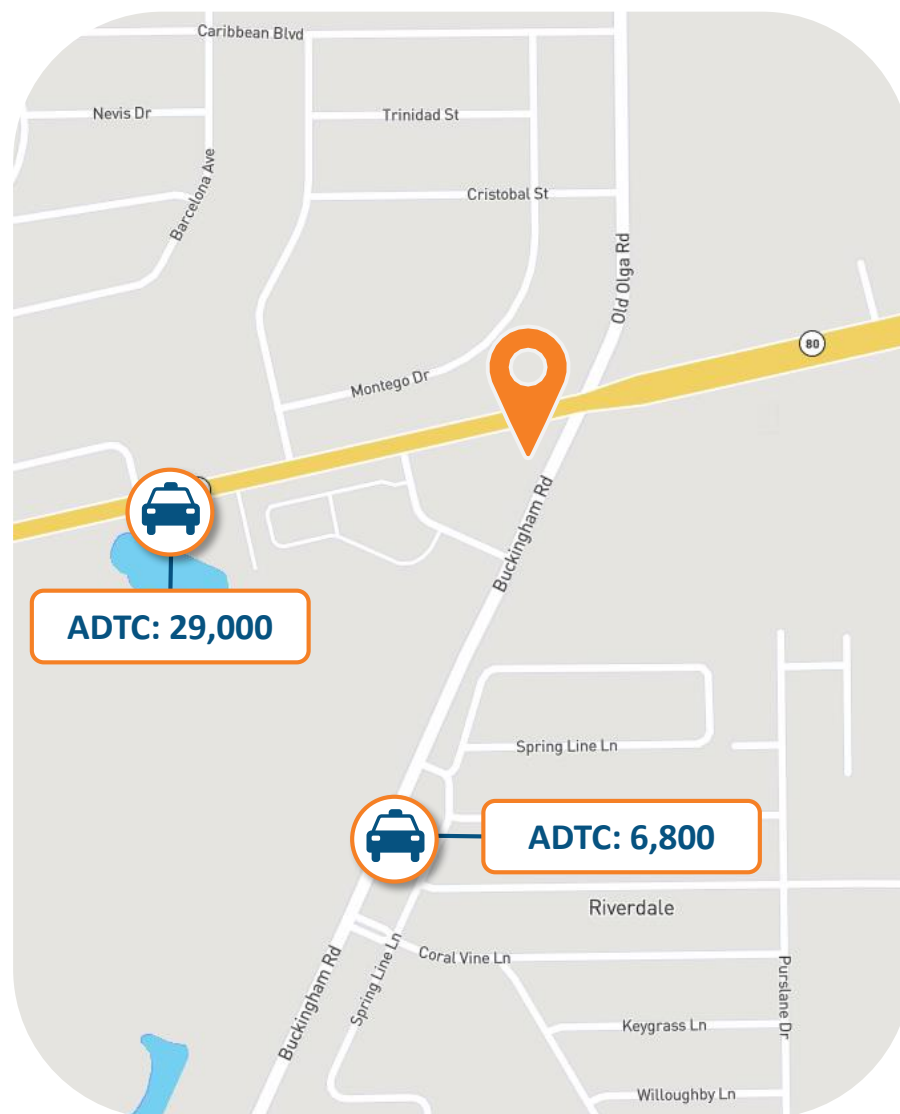 Caribbean Blvd
Nevis Dr
Trinidad St
Barcelona Ave
Cristobal St
Old Olga Rd
80
Montego Dr
Buckingham Rd
ADTC: 29,000
Spring Line Ln
ADTC: 6,800
Riverdale
Coral Vine Ln
Spring Line Ln
Buckingham Rd
Purslane Dr
Keygrass Ln
Willoughby Ln